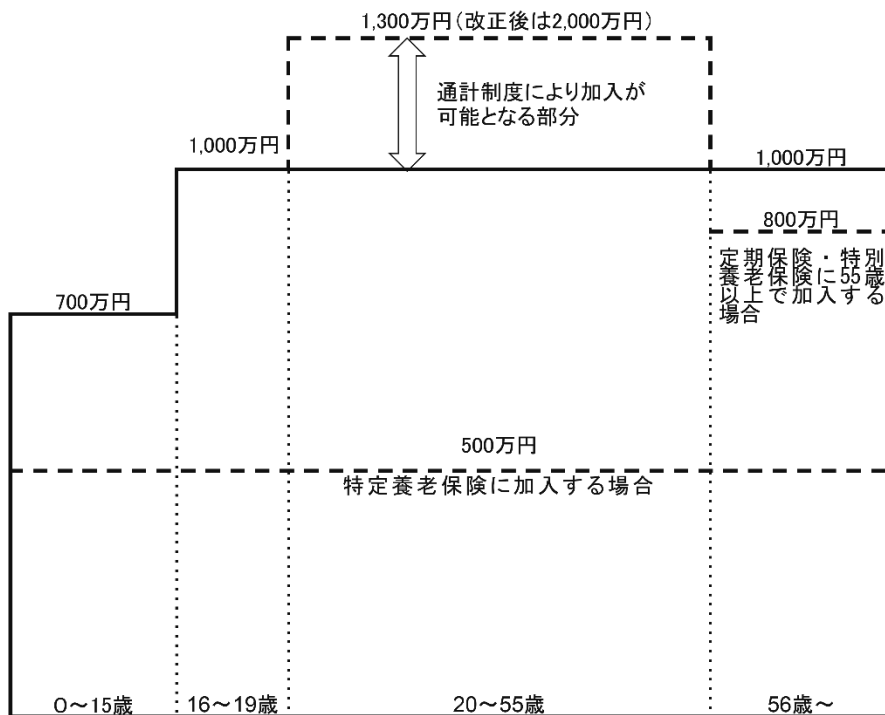 1,300万円（改正後は2,000万円）
通計制度により加入が
可能となる部分
1,000万円
1,000万円
800万円
定期保険・特別
養老保険に55歳
以上で加入する
場合
700万円
500万円
特定養老保険に加入する場合
0～15歳
16～19歳
20～55歳
56歳～